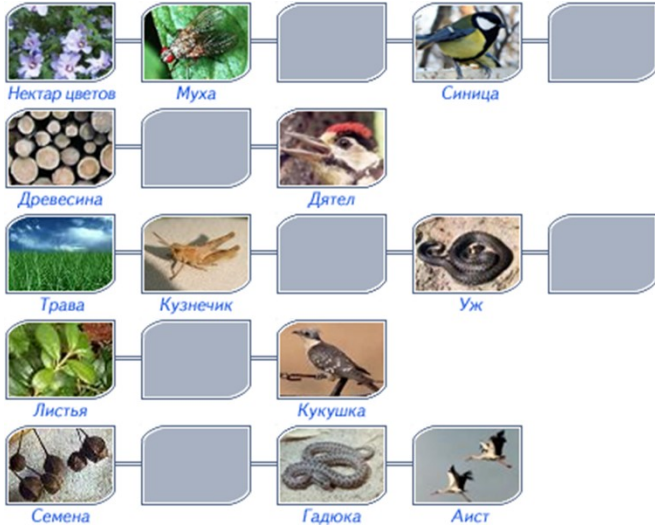 Нектар цветов Муха Синица
Древесина Дятел
Трава Кузнечик Уж
Листья Кукушка
Семена Гадюка Аист